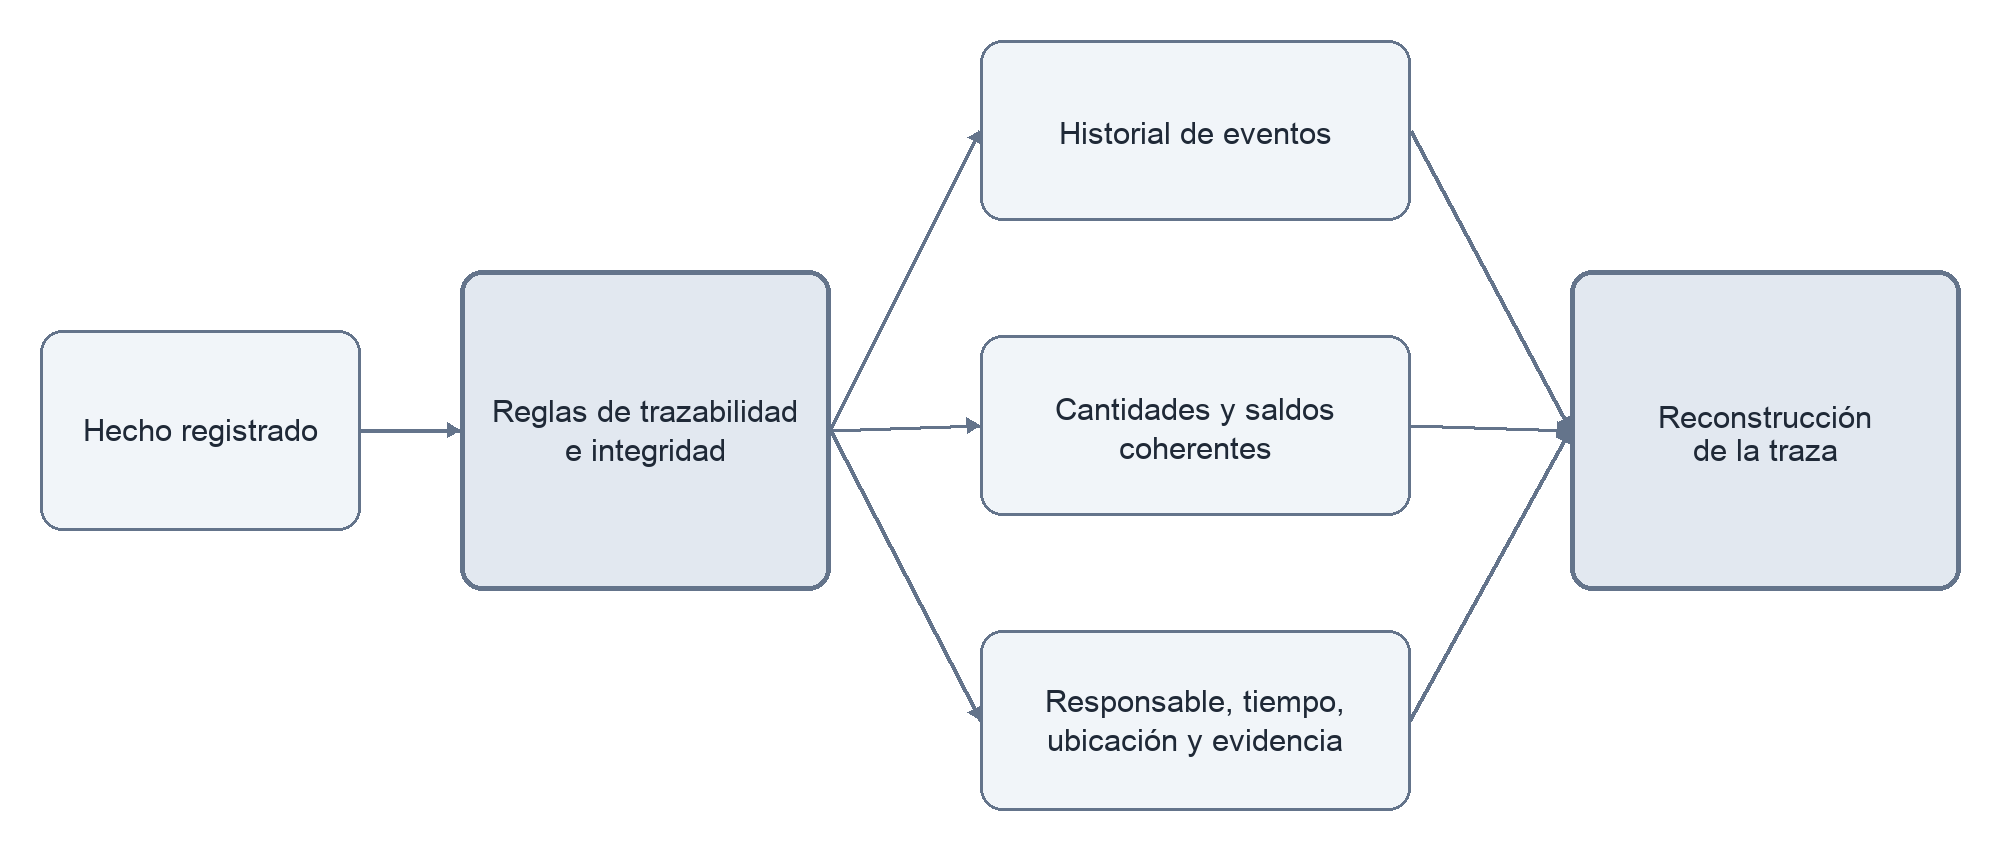 Hecho registrado
Reglas de trazabilidad
e integridad
Historial de eventos
Cantidades y saldos
coherentes
Responsable, tiempo,
ubicación y evidencia
Reconstrucción
de la traza